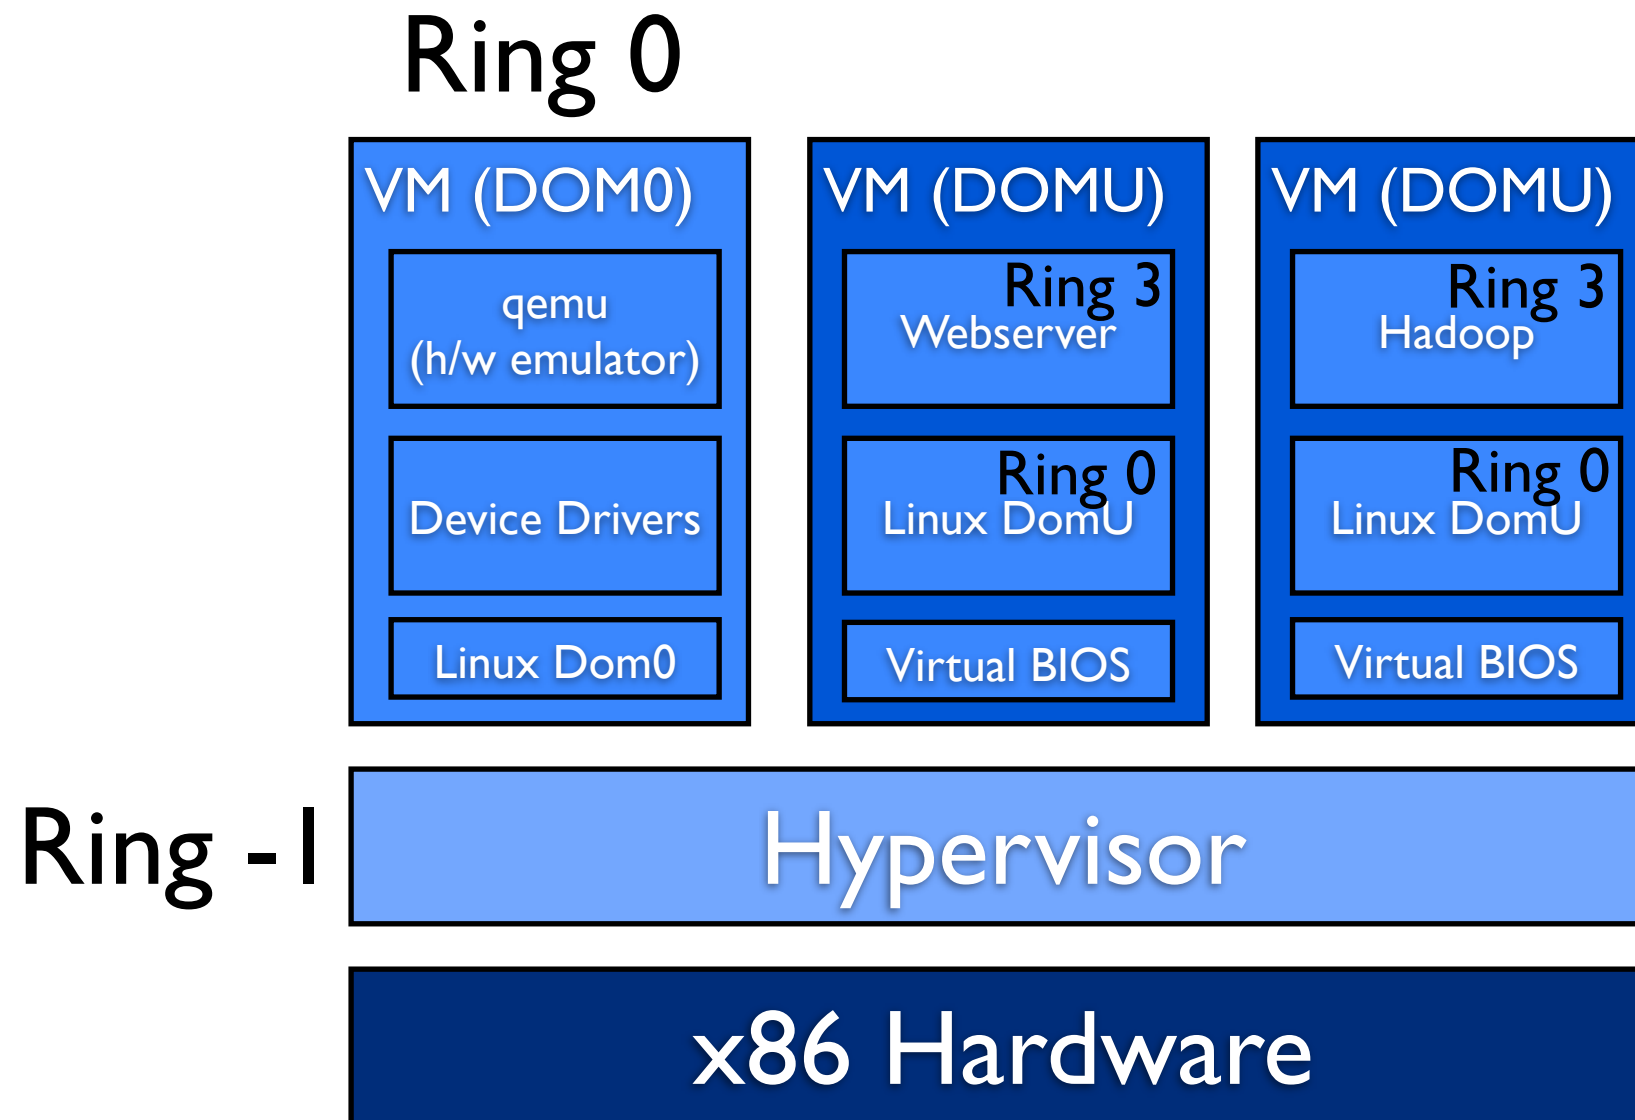 Ring 0
VM (DOM0)
qemu
(h/w emulator)
Device Drivers
Linux Dom0
VM (DOMU)
Ring 3
Webserver
Ring 0
Linux DomU
Virtual BIOS
VM (DOMU)
Ring 3
Hadoop
Ring 0
Linux DomU
Virtual BIOS
Ring -1
Hypervisor
x86 Hardware